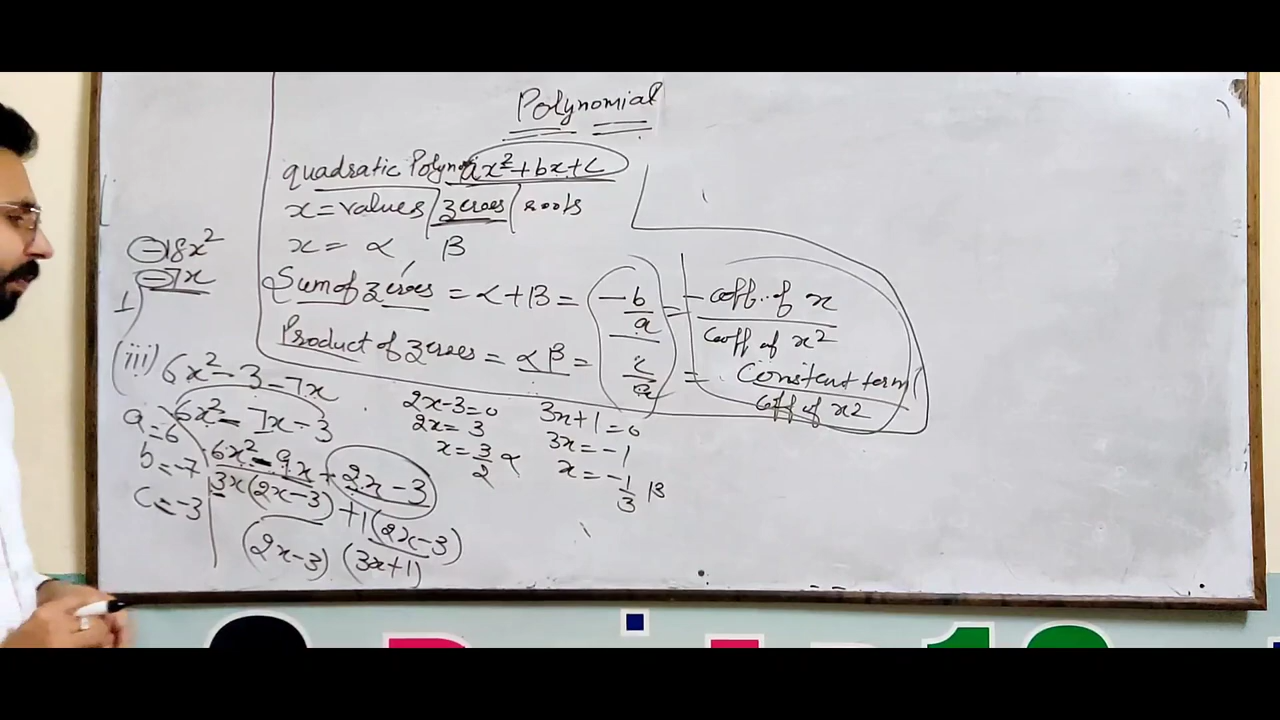 Polynomial
quadratic Polyno ax²+bx+c
x = values / zeroes / roots
x = α , β
-18x²
-7x
Sum of zeroes = α+β = -b/a = - coff. of x / Coeff of x²
Product of zeroes = αβ = c/a = Constent term / Coff of x2
(iii) 6x² - 3 - 7x
6x² - 7x - 3
a = 6
b = -7
c = -3
6x² - 9x + 2x - 3
3x(2x-3) + 1(2x-3)
(2x-3) (3x+1)
2x-3=0
2x = 3
x = 3/2 α
3x+1=0
3x = -1
x = -1/3 β